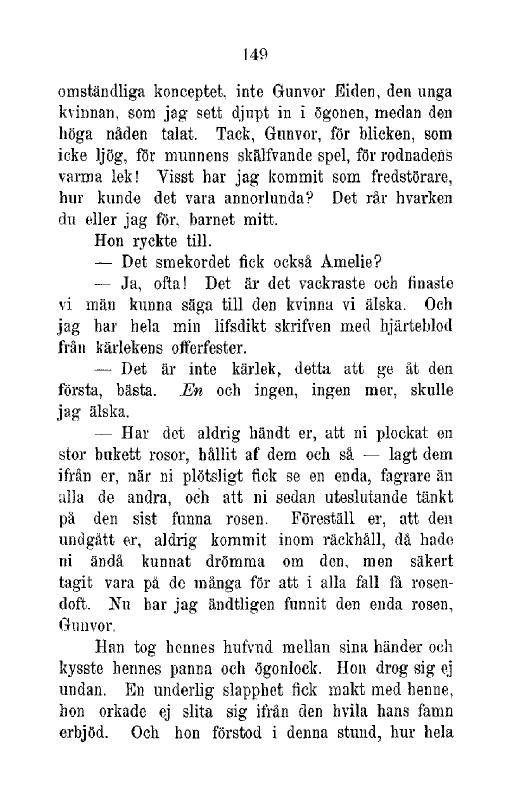 149
omständliga konceptet, inte Gunvor Eiden, den unga
kvinnan, som jag sett djupt in i ögonen, medan den
höga nåden talat. Tack, Gunvor, för blicken, som
icke ljög, för munnens skälfvande spel, för rodnadens
varma lek! Visst har jag kommit som fredstörare,
hur kunde det vara annorlunda? Det rår hvarken
du eller jag för, barnet mitt.
Hon ryckte till.
— Det smekordet fick också Amelie?
— Ja, ofta! Det är det vackraste och finaste
vi män kunna säga till den kvinna vi älska. Och
jag har hela min lifsdikt skrifven med hjärteblod
från kärlekens offerfester.
— Det är inte kärlek, detta att ge åt den
första, bästa. En och ingen, ingen mer, skulle
jag älska.
— Har det aldrig händt er, att ni plockat en
stor bukett rosor, hållit af dem och så — lagt dem
ifrån er, när ni plötsligt fick se en enda, fagrare än
alla de andra, och att ni sedan uteslutande tänkt
på den sist funna rosen. Föreställ er, att den
undgått er, aldrig kommit inom räckhåll, då hade
ni ändå kunnat drömma om den, men säkert
tagit vara på de många för att i alla fall få rosen-
doft. Nu har jag ändtligen funnit den enda rosen,
Gunvor.
Han tog hennes hufvud mellan sina händer och
kysste hennes panna och ögonlock. Hon drog sig ej
undan. En underlig slapphet fick makt med henne,
hon orkade ej slita sig ifrån den hvila hans famn
erbjöd. Och hon förstod i denna stund, hur hela